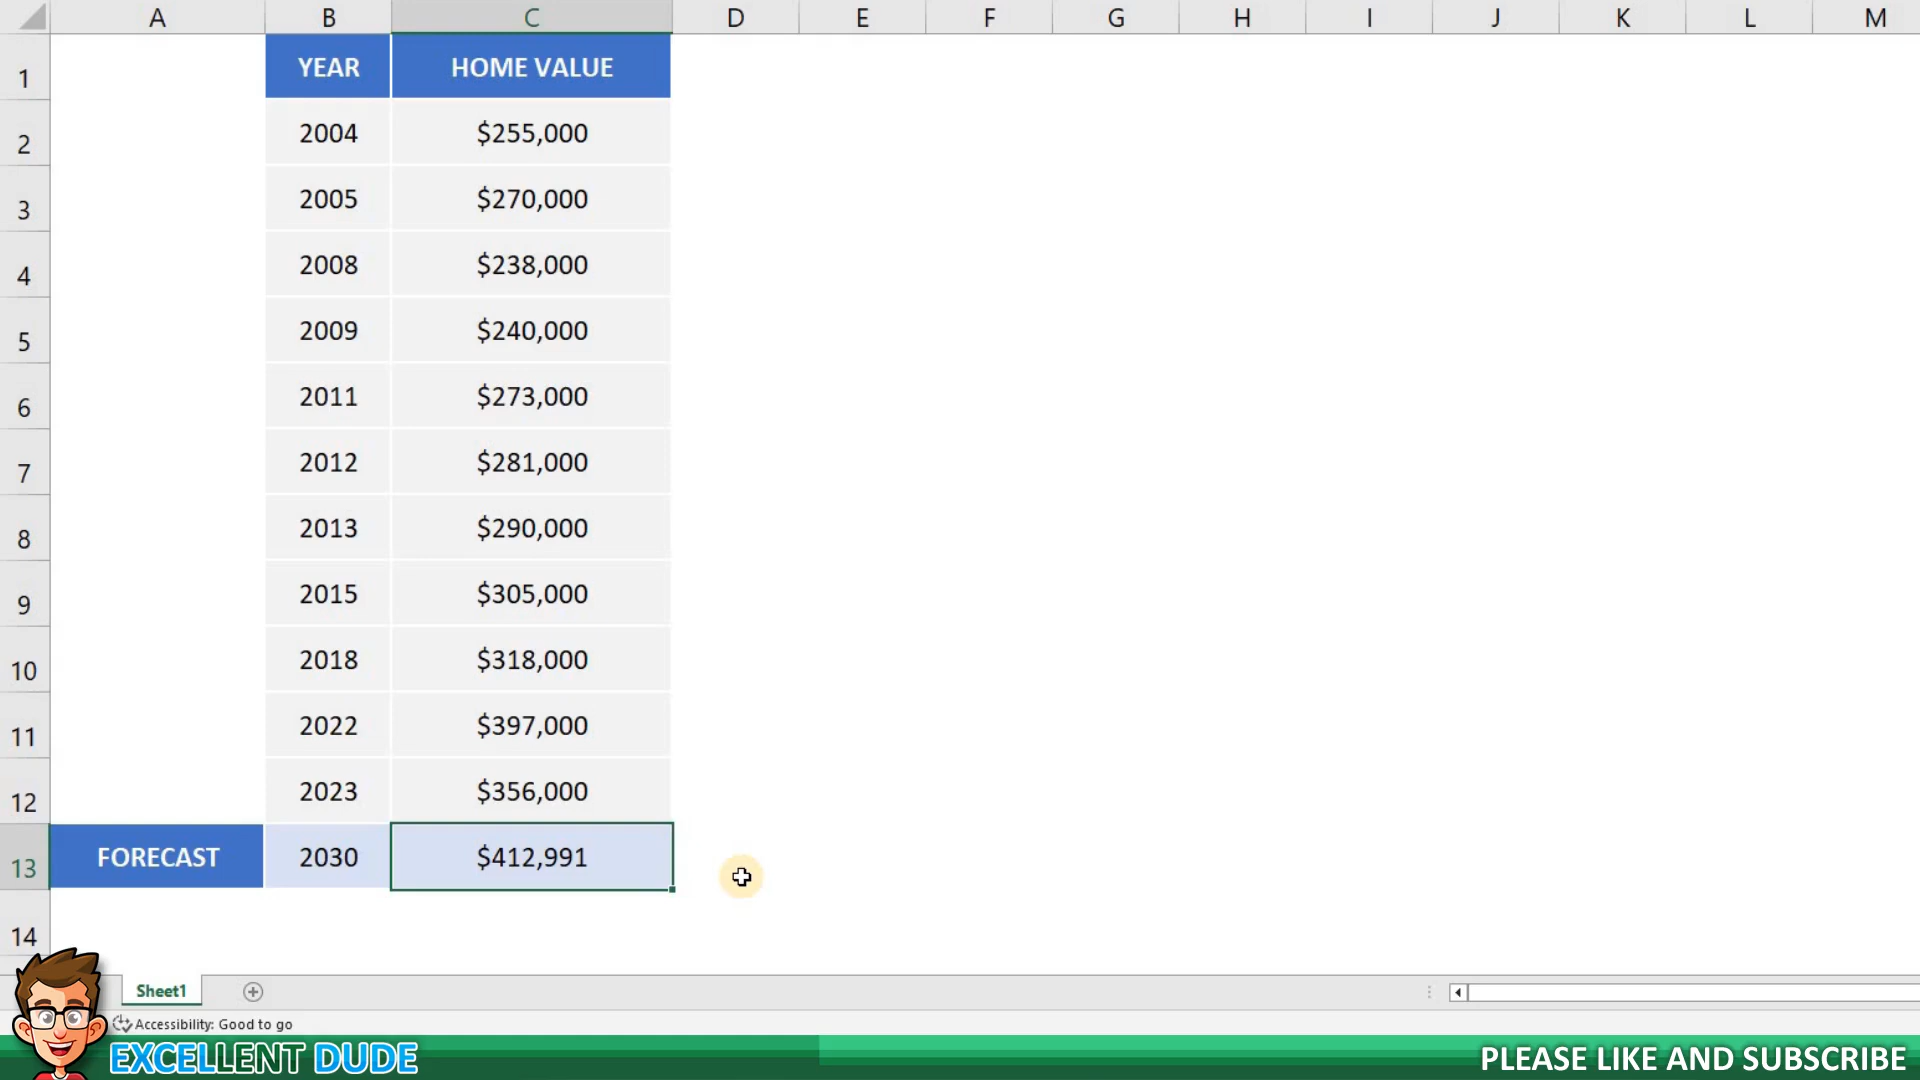 A B C D E F G H I J K L M
1 YEAR HOME VALUE
2 2004 $255,000
3 2005 $270,000
4 2008 $238,000
5 2009 $240,000
6 2011 $273,000
7 2012 $281,000
8 2013 $290,000
9 2015 $305,000
10 2018 $318,000
11 2022 $397,000
12 2023 $356,000
13 FORECAST 2030 $412,991
14
Sheet1
Accessibility: Good to go
EXCELLENT DUDE PLEASE LIKE AND SUBSCRIBE